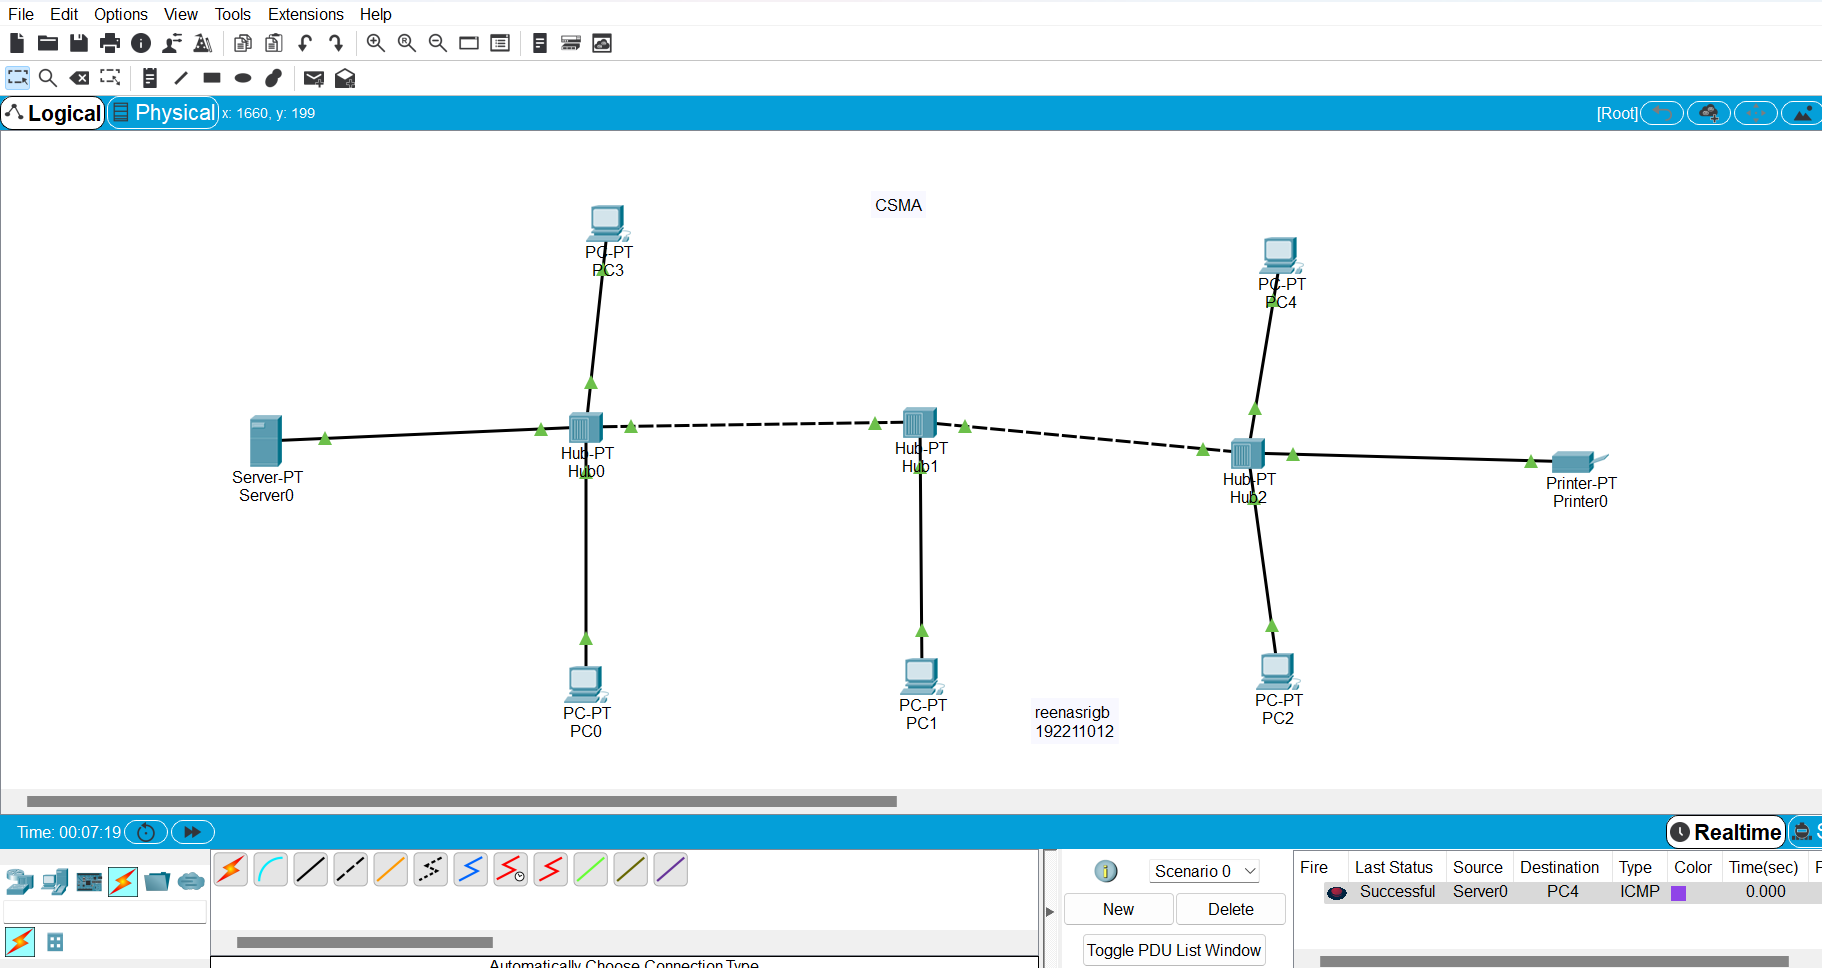 File Edit Options View Tools Extensions Help
Logical Physical x: 1660, y: 199 [Root]
CSMA
PC-PT
PC3
PC-PT
PC4
Server-PT
Server0
Hub-PT
Hub0
Hub-PT
Hub1
Hub-PT
Hub2
Printer-PT
Printer0
PC-PT
PC0
PC-PT
PC1
reenasrigb
192211012
PC-PT
PC2
Time: 00:07:19 Realtime
Scenario 0
New Delete
Toggle PDU List Window
Fire Last Status Source Destination Type Color Time(sec)
Successful Server0 PC4 ICMP 0.000
Automatically Choose Connection Type